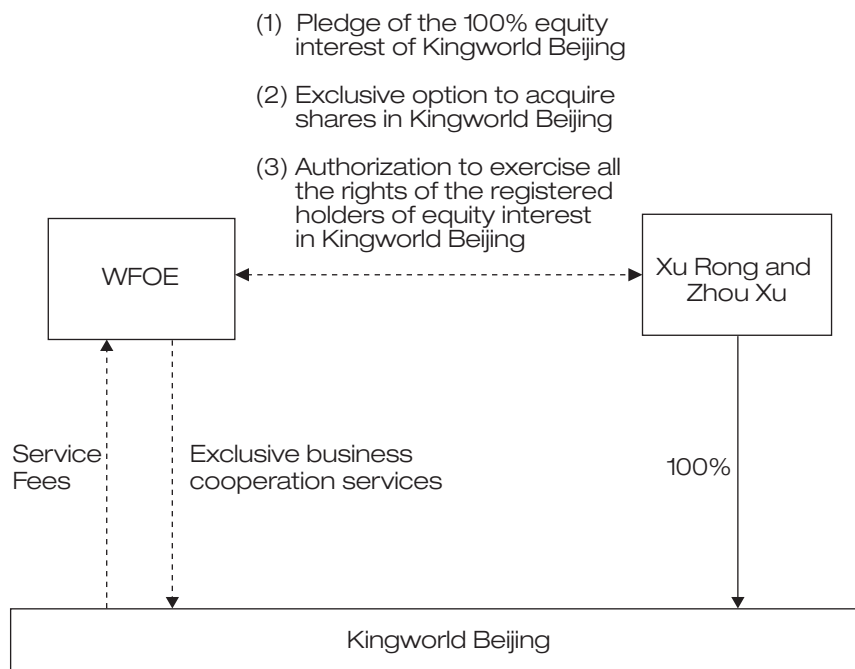 (1) Pledge of the 100% equity
interest of Kingworld Beijing
(2) Exclusive option to acquire
shares in Kingworld Beijing
(3) Authorization to exercise all
the rights of the registered
holders of equity interest
in Kingworld Beijing
WFOE
Xu Rong and
Zhou Xu
Service
Fees
Exclusive business
cooperation services
100%
Kingworld Beijing